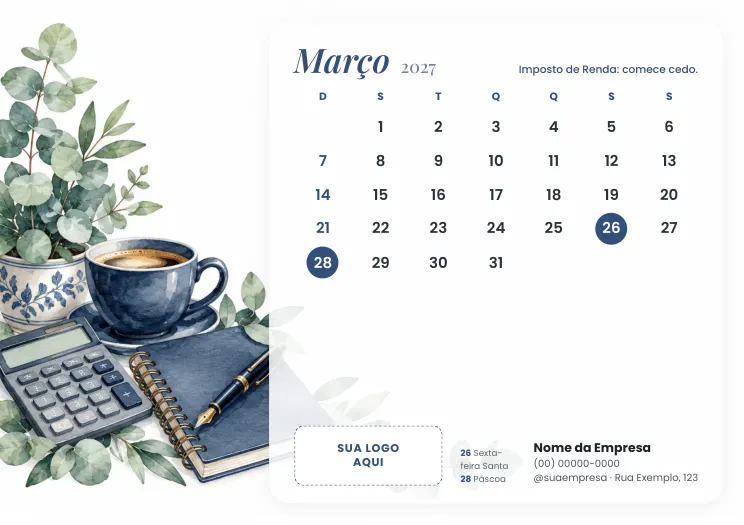 Março 2027
Imposto de Renda: comece cedo.
D S T Q Q S S
1 2 3 4 5 6
7 8 9 10 11 12 13
14 15 16 17 18 19 20
21 22 23 24 25 26 27
28 29 30 31
SUA LOGO
AQUI
26 Sexta-
feira Santa
28 Páscoa
Nome da Empresa
(00) 00000-0000
@suaempresa · Rua Exemplo, 123